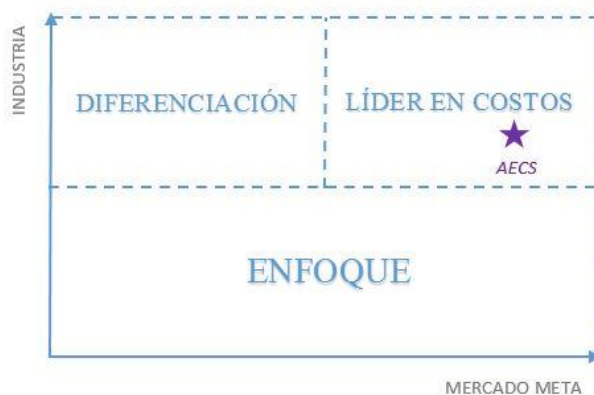 INDUSTRIA
DIFERENCIACIÓN
LÍDER EN COSTOS
AECS
ENFOQUE
MERCADO META